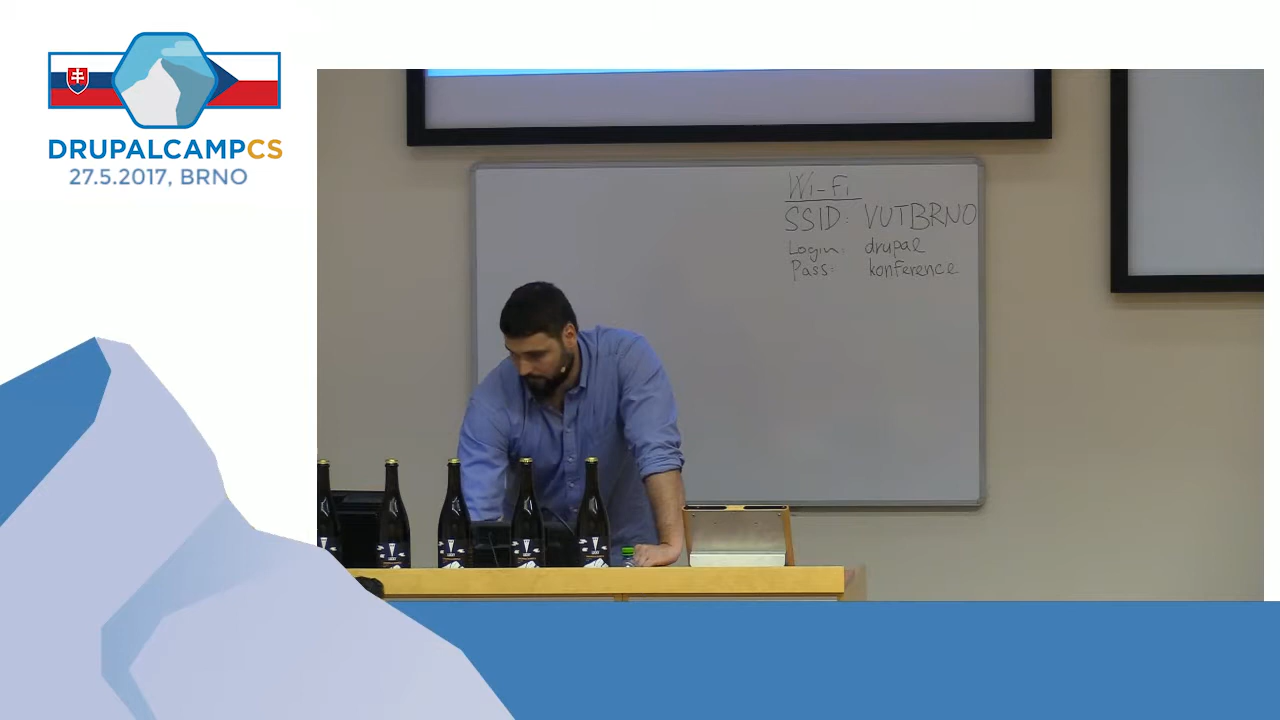 DRUPALCAMPCS
27.5.2017, BRNO
Wi-Fi
SSID: VUTBRNO
Login: drupal
Pass: konference